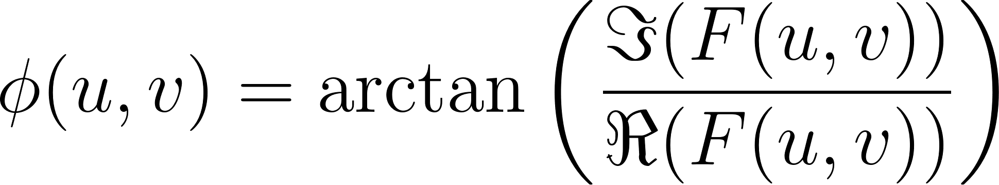 ϕ(u, v) = arctan (ℑ(F(u, v)) / ℜ(F(u, v)))